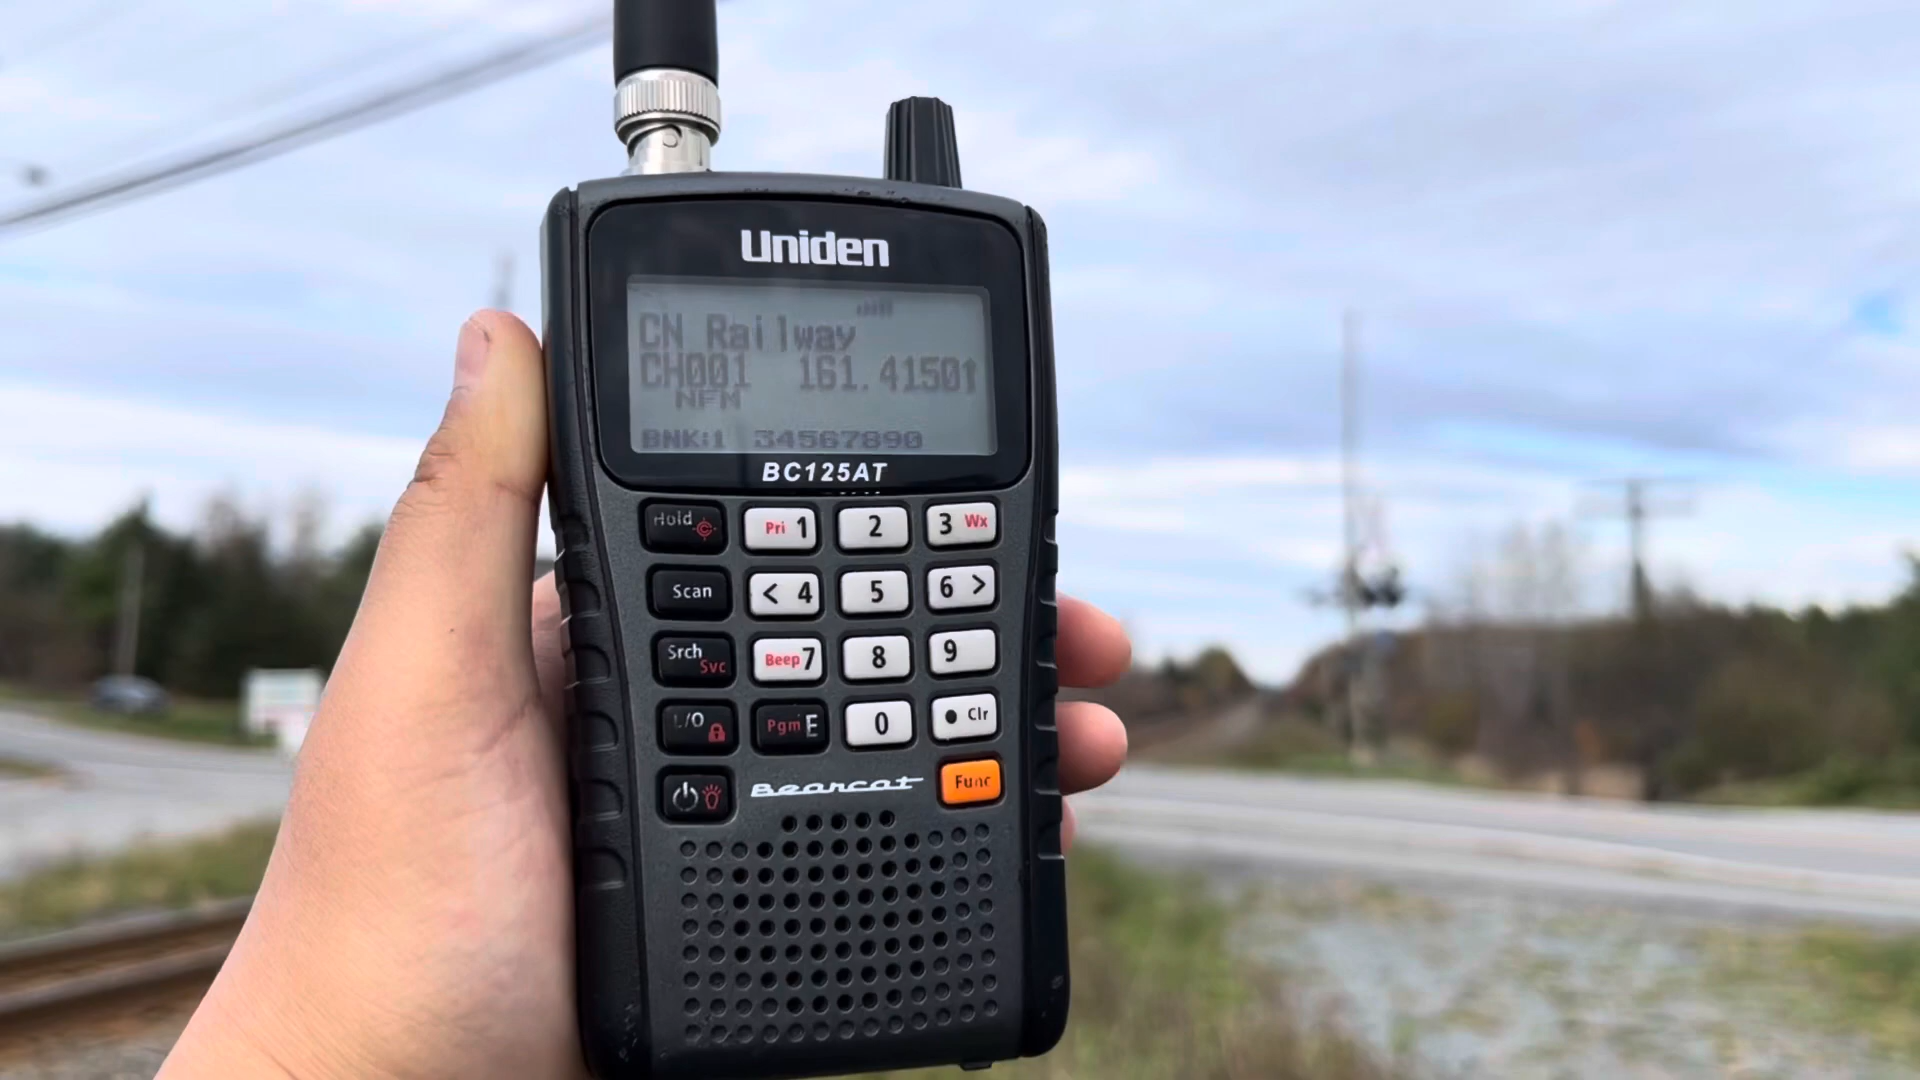 Uniden
CN Railway
CH001 161.4150↑
NFM
BNK:1 34567890
BC125AT
Hold Pri 1 2 3 Wx
Scan < 4 5 6 >
Srch Svc Beep 7 8 9
L/O Pgm E 0 • Clr
Bearcat Func